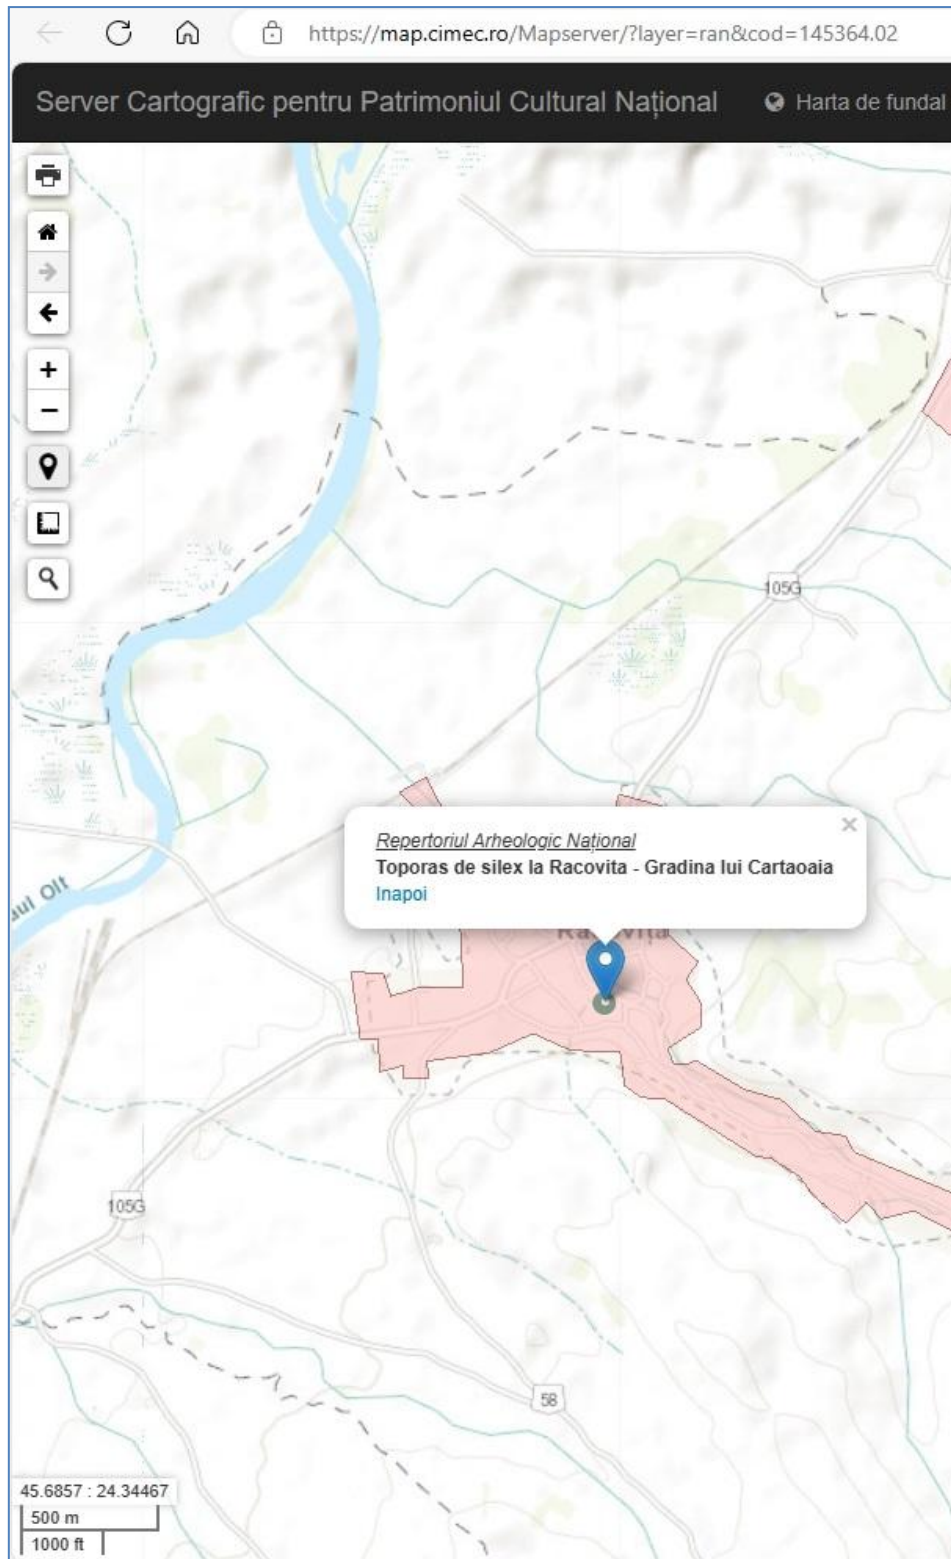 https://map.cimec.ro/Mapserver/?layer=ran&cod=145364.02
Server Cartografic pentru Patrimoniul Cultural Național Harta de fundal
105G
Repertoriul Arheologic Național
Toporas de silex la Racovita - Gradina lui Cartaoaia
Inapoi
Olt
Racovița
105G
58
45.6857 : 24.34467
500 m
1000 ft